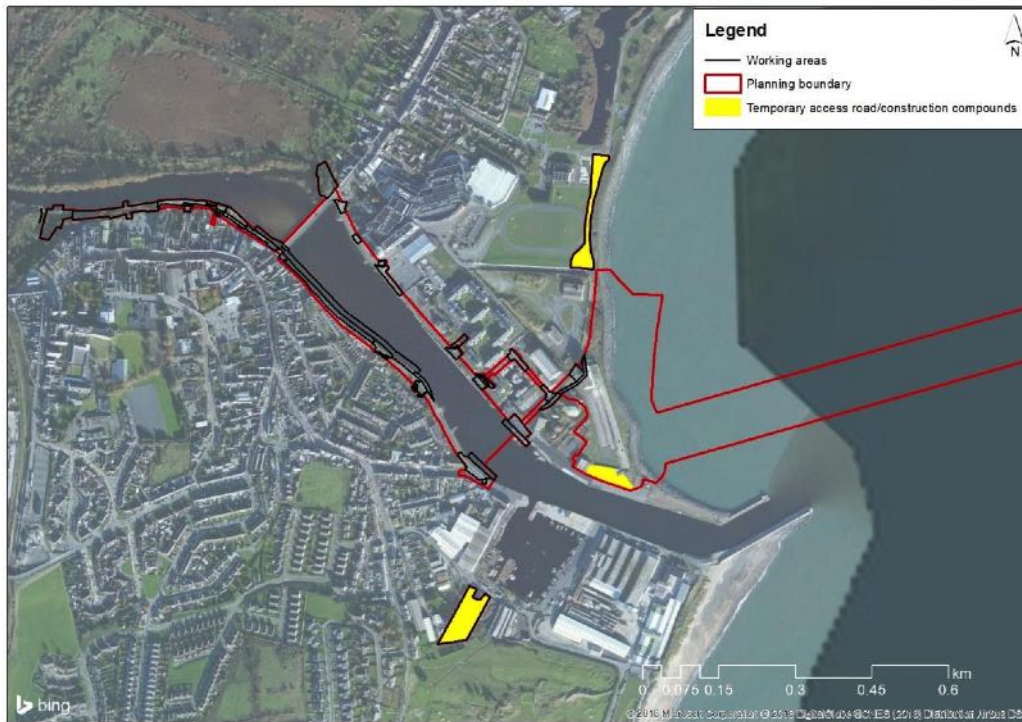 Legend
N
Working areas
Planning boundary
Temporary access road/construction compounds
km
0 0.075 0.15 0.3 0.45 0.6
bing